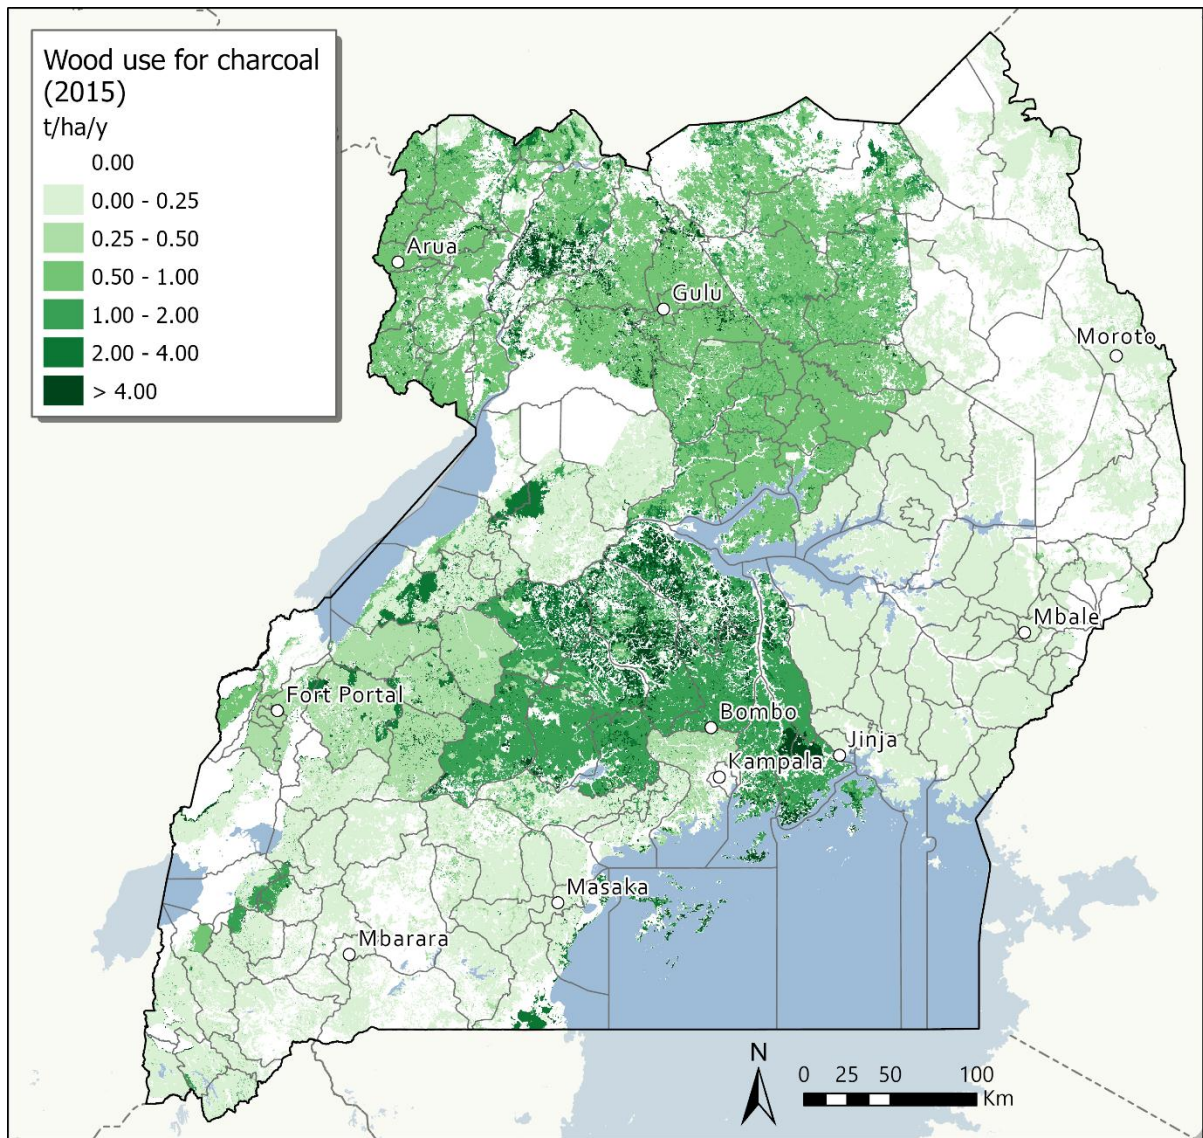 Wood use for charcoal
(2015)
t/ha/y
0.00
0.00 - 0.25
0.25 - 0.50
0.50 - 1.00
1.00 - 2.00
2.00 - 4.00
> 4.00
Arua
Gulu
Moroto
Mbale
Fort Portal
Bombo
Jinja
Kampala
Masaka
Mbarara
N
0 25 50 100
Km